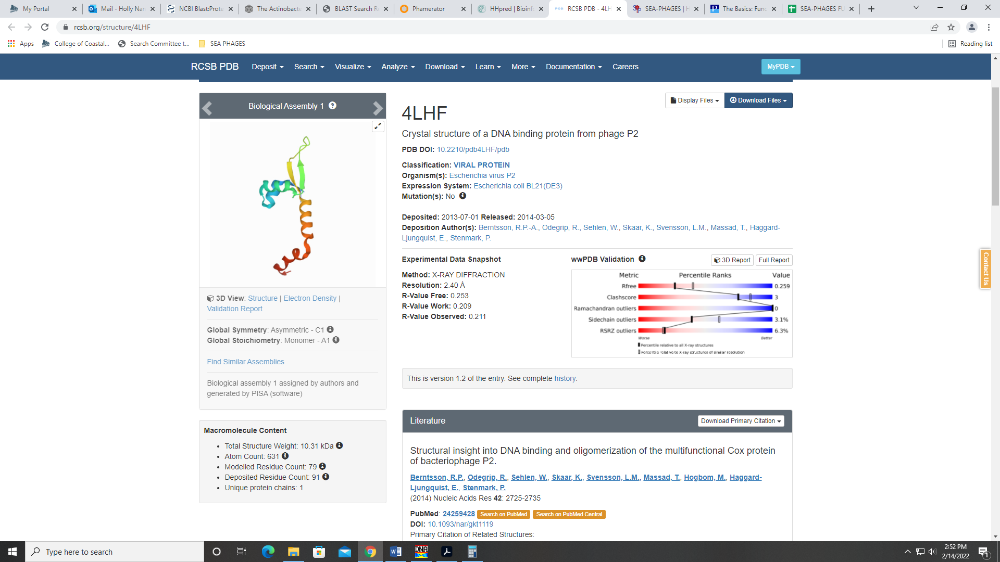 My Portal
Mail - Holly Nan
NCBI Blast:Prote
The Actinobacte
BLAST Search R
Phamerator
HHpred | Bioinfo
RCSB PDB - 4LH
SEA-PHAGES | H
The Basics: Func
SEA-PHAGES FU
rcsb.org/structure/4LHF
Apps
College of Coastal...
Search Committee t...
SEA PHAGES
Reading list
RCSB PDB Deposit Search Visualize Analyze Download Learn More Documentation Careers MyPDB
Biological Assembly 1
Display Files Download Files
4LHF
Crystal structure of a DNA binding protein from phage P2
PDB DOI: 10.2210/pdb4LHF/pdb
Classification: VIRAL PROTEIN
Organism(s): Escherichia virus P2
Expression System: Escherichia coli BL21(DE3)
Mutation(s): No
Deposited: 2013-07-01 Released: 2014-03-05
Deposition Author(s): Berntsson, R.P.-A., Odegrip, R., Sehlen, W., Skaar, K., Svensson, L.M., Massad, T., Haggard-
Ljungquist, E., Stenmark, P.
Experimental Data Snapshot
Method: X-RAY DIFFRACTION
Resolution: 2.40 Å
R-Value Free: 0.253
R-Value Work: 0.209
R-Value Observed: 0.211
wwPDB Validation 3D Report Full Report
Metric Percentile Ranks Value
Rfree 0.259
Clashscore 3
Ramachandran outliers 0
Sidechain outliers 3.1%
RSRZ outliers 6.3%
Worse Better
Percentile relative to all X-ray structures
Percentile relative to X-ray structures of similar resolution
Contact Us
3D View: Structure | Electron Density |
Validation Report
Global Symmetry: Asymmetric - C1
Global Stoichiometry: Monomer - A1
Find Similar Assemblies
Biological assembly 1 assigned by authors and
generated by PISA (software)
This is version 1.2 of the entry. See complete history.
Macromolecule Content
• Total Structure Weight: 10.31 kDa
• Atom Count: 631
• Modelled Residue Count: 79
• Deposited Residue Count: 91
• Unique protein chains: 1
Literature
Download Primary Citation
Structural insight into DNA binding and oligomerization of the multifunctional Cox protein
of bacteriophage P2.
Berntsson, R.P., Odegrip, R., Sehlen, W., Skaar, K., Svensson, L.M., Massad, T., Hogbom, M., Haggard-
Ljungquist, E., Stenmark, P.
(2014) Nucleic Acids Res 42: 2725-2735
PubMed: 24259428 Search on PubMed Search on PubMed Central
DOI: 10.1093/nar/gkt1119
Primary Citation of Related Structures:
Type here to search
DNA
2:52 PM
2/14/2022
1